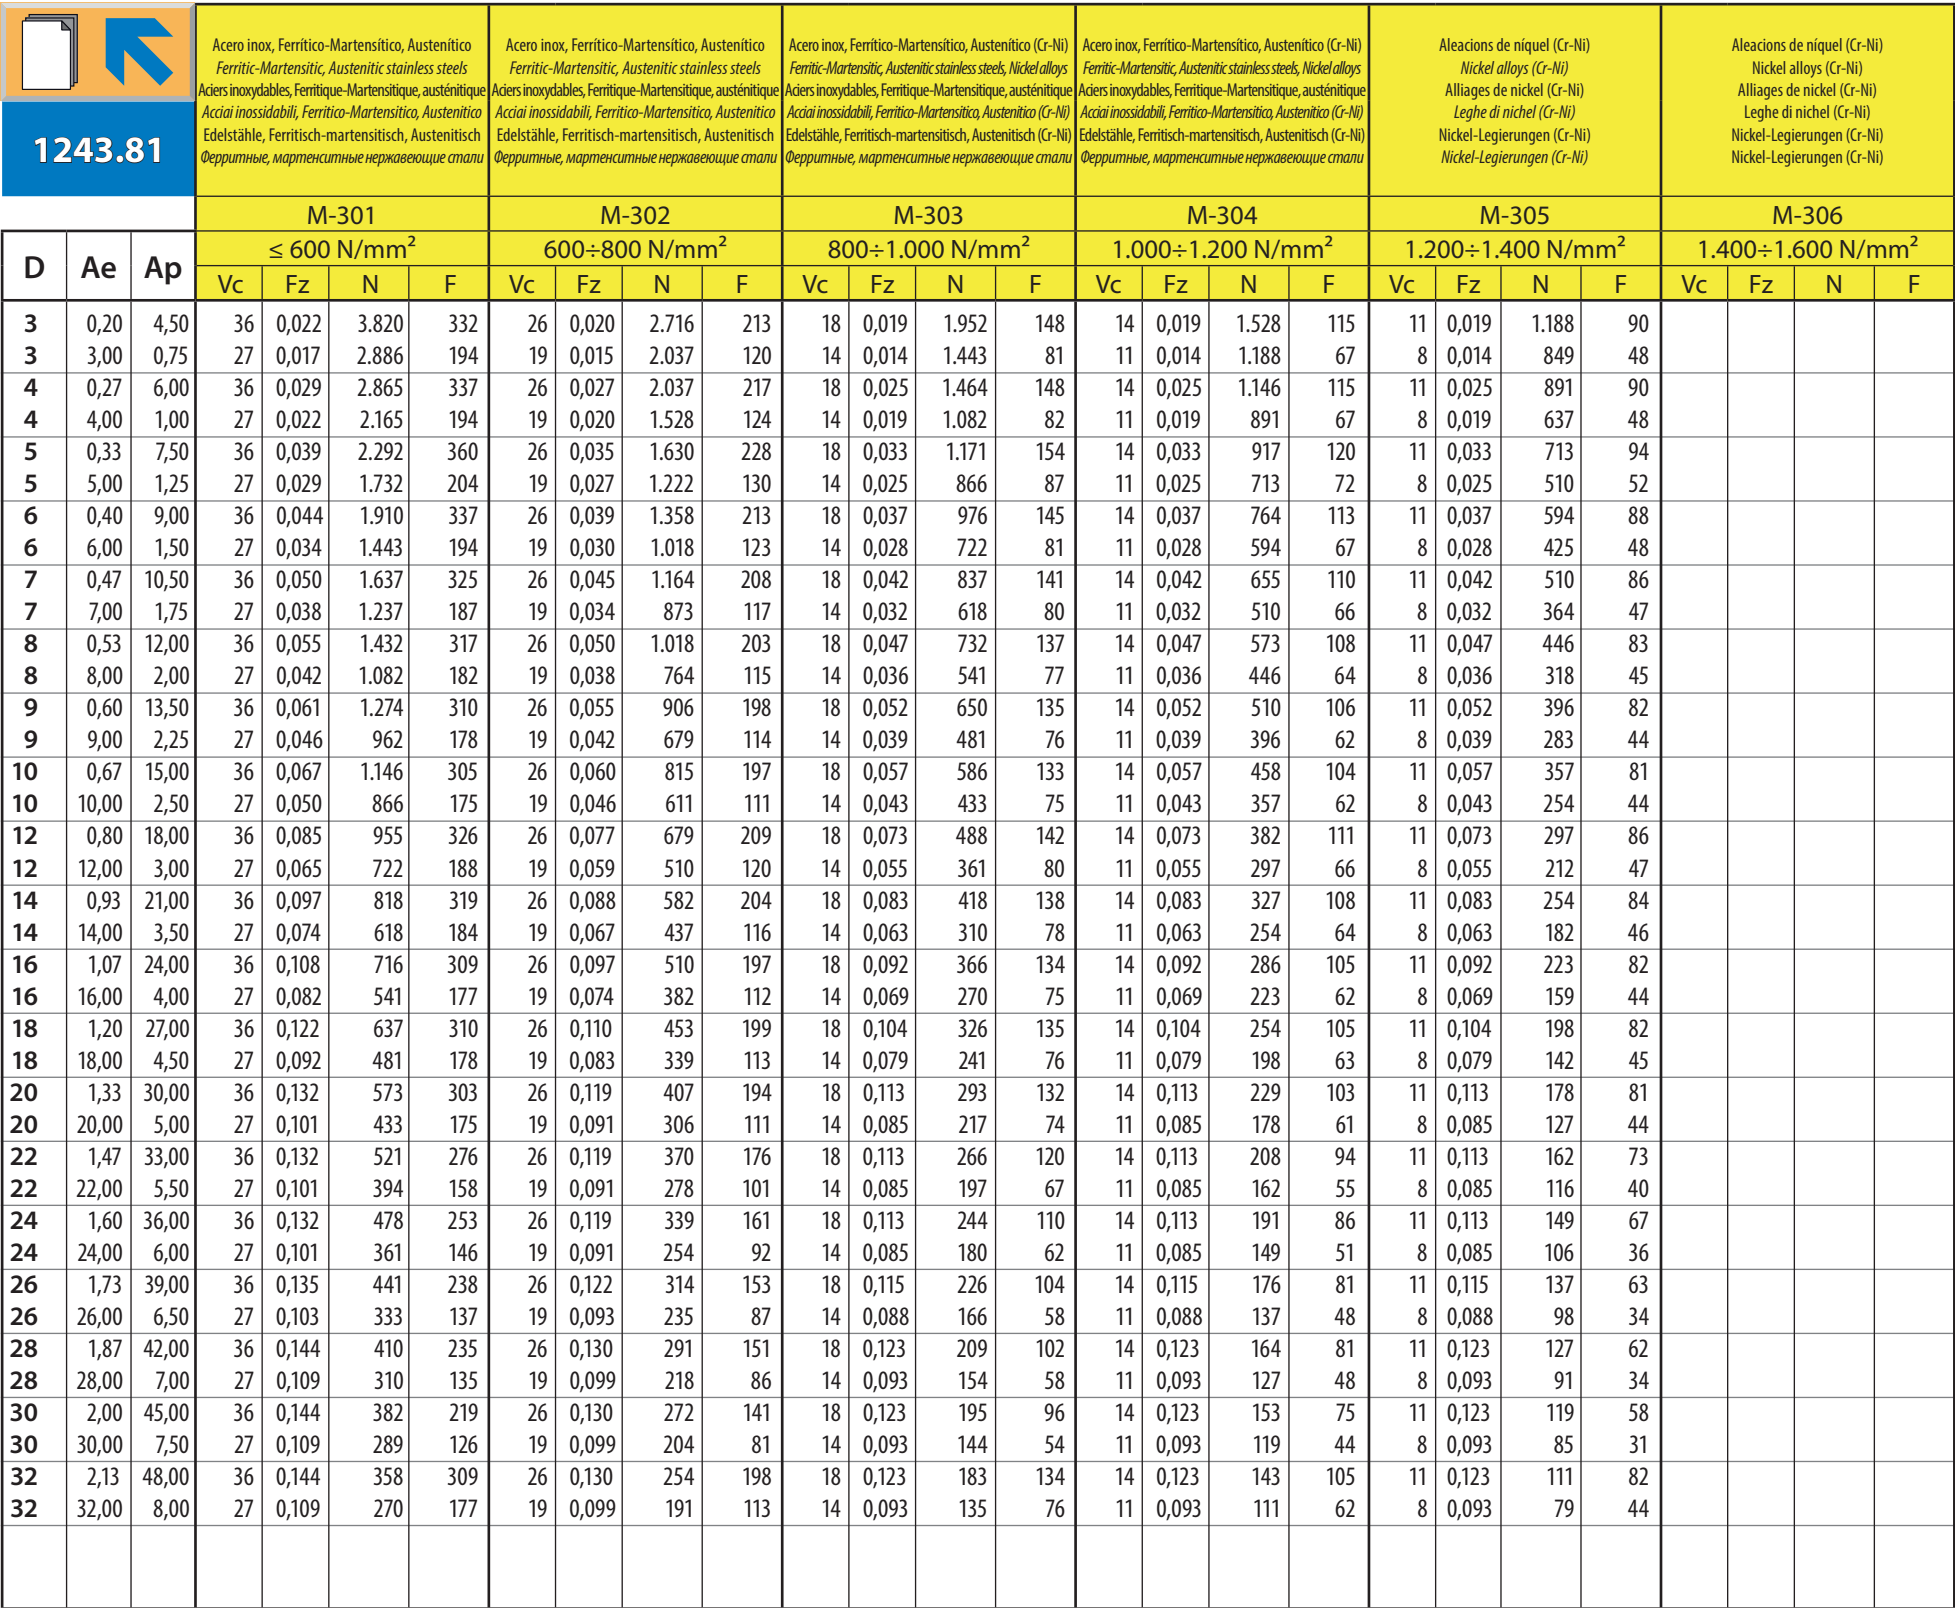 1243.81
Acero inox, Ferrítico-Martensítico, Austenítico
Ferritic-Martensitic, Austenitic stainless steels
Aciers inoxydables, Ferritique-Martensitique, austénitique
Acciai inossidabili, Ferritico-Martensitico, Austenitico
Edelstähle, Ferritisch-martensitisch, Austenitisch
Ферритные, мартенситные нержавеющие стали
Acero inox, Ferrítico-Martensítico, Austenítico
Ferritic-Martensitic, Austenitic stainless steels
Aciers inoxydables, Ferritique-Martensitique, austénitique
Acciai inossidabili, Ferritico-Martensitico, Austenitico
Edelstähle, Ferritisch-martensitisch, Austenitisch
Ферритные, мартенситные нержавеющие стали
Acero inox, Ferrítico-Martensítico, Austenítico (Cr-Ni)
Ferritic-Martensitic, Austenitic stainless steels, Nickel alloys
Aciers inoxydables, Ferritique-Martensitique, austénitique
Acciai inossidabili, Ferritico-Martensitico, Austenitico (Cr-Ni)
Edelstähle, Ferritisch-martensitisch, Austenitisch (Cr-Ni)
Ферритные, мартенситные нержавеющие стали
Acero inox, Ferrítico-Martensítico, Austenítico (Cr-Ni)
Ferritic-Martensitic, Austenitic stainless steels, Nickel alloys
Aciers inoxydables, Ferritique-Martensitique, austénitique
Acciai inossidabili, Ferritico-Martensitico, Austenitico (Cr-Ni)
Edelstähle, Ferritisch-martensitisch, Austenitisch (Cr-Ni)
Ферритные, мартенситные нержавеющие стали
Aleacions de níquel (Cr-Ni)
Nickel alloys (Cr-Ni)
Alliages de nickel (Cr-Ni)
Leghe di nichel (Cr-Ni)
Nickel-Legierungen (Cr-Ni)
Nickel-Legierungen (Cr-Ni)
Aleacions de níquel (Cr-Ni)
Nickel alloys (Cr-Ni)
Alliages de nickel (Cr-Ni)
Leghe di nichel (Cr-Ni)
Nickel-Legierungen (Cr-Ni)
Nickel-Legierungen (Cr-Ni)
M-301 M-302 M-303 M-304 M-305 M-306
≤ 600 N/mm² 600÷800 N/mm² 800÷1.000 N/mm² 1.000÷1.200 N/mm² 1.200÷1.400 N/mm² 1.400÷1.600 N/mm²
D Ae Ap Vc Fz N F Vc Fz N F Vc Fz N F Vc Fz N F Vc Fz N F Vc Fz N F
3 0,20 4,50 36 0,022 3.820 332 26 0,020 2.716 213 18 0,019 1.952 148 14 0,019 1.528 115 11 0,019 1.188 90
3 3,00 0,75 27 0,017 2.886 194 19 0,015 2.037 120 14 0,014 1.443 81 11 0,014 1.188 67 8 0,014 849 48
4 0,27 6,00 36 0,029 2.865 337 26 0,027 2.037 217 18 0,025 1.464 148 14 0,025 1.146 115 11 0,025 891 90
4 4,00 1,00 27 0,022 2.165 194 19 0,020 1.528 124 14 0,019 1.082 82 11 0,019 891 67 8 0,019 637 48
5 0,33 7,50 36 0,039 2.292 360 26 0,035 1.630 228 18 0,033 1.171 154 14 0,033 917 120 11 0,033 713 94
5 5,00 1,25 27 0,029 1.732 204 19 0,027 1.222 130 14 0,025 866 87 11 0,025 713 72 8 0,025 510 52
6 0,40 9,00 36 0,044 1.910 337 26 0,039 1.358 213 18 0,037 976 145 14 0,037 764 113 11 0,037 594 88
6 6,00 1,50 27 0,034 1.443 194 19 0,030 1.018 123 14 0,028 722 81 11 0,028 594 67 8 0,028 425 48
7 0,47 10,50 36 0,050 1.637 325 26 0,045 1.164 208 18 0,042 837 141 14 0,042 655 110 11 0,042 510 86
7 7,00 1,75 27 0,038 1.237 187 19 0,034 873 117 14 0,032 618 80 11 0,032 510 66 8 0,032 364 47
8 0,53 12,00 36 0,055 1.432 317 26 0,050 1.018 203 18 0,047 732 137 14 0,047 573 108 11 0,047 446 83
8 8,00 2,00 27 0,042 1.082 182 19 0,038 764 115 14 0,036 541 77 11 0,036 446 64 8 0,036 318 45
9 0,60 13,50 36 0,061 1.274 310 26 0,055 906 198 18 0,052 650 135 14 0,052 510 106 11 0,052 396 82
9 9,00 2,25 27 0,046 962 178 19 0,042 679 114 14 0,039 481 76 11 0,039 396 62 8 0,039 283 44
10 0,67 15,00 36 0,067 1.146 305 26 0,060 815 197 18 0,057 586 133 14 0,057 458 104 11 0,057 357 81
10 10,00 2,50 27 0,050 866 175 19 0,046 611 111 14 0,043 433 75 11 0,043 357 62 8 0,043 254 44
12 0,80 18,00 36 0,085 955 326 26 0,077 679 209 18 0,073 488 142 14 0,073 382 111 11 0,073 297 86
12 12,00 3,00 27 0,065 722 188 19 0,059 510 120 14 0,055 361 80 11 0,055 297 66 8 0,055 212 47
14 0,93 21,00 36 0,097 818 319 26 0,088 582 204 18 0,083 418 138 14 0,083 327 108 11 0,083 254 84
14 14,00 3,50 27 0,074 618 184 19 0,067 437 116 14 0,063 310 78 11 0,063 254 64 8 0,063 182 46
16 1,07 24,00 36 0,108 716 309 26 0,097 510 197 18 0,092 366 134 14 0,092 286 105 11 0,092 223 82
16 16,00 4,00 27 0,082 541 177 19 0,074 382 112 14 0,069 270 75 11 0,069 223 62 8 0,069 159 44
18 1,20 27,00 36 0,122 637 310 26 0,110 453 199 18 0,104 326 135 14 0,104 254 105 11 0,104 198 82
18 18,00 4,50 27 0,092 481 178 19 0,083 339 113 14 0,079 241 76 11 0,079 198 63 8 0,079 142 45
20 1,33 30,00 36 0,132 573 303 26 0,119 407 194 18 0,113 293 132 14 0,113 229 103 11 0,113 178 81
20 20,00 5,00 27 0,101 433 175 19 0,091 306 111 14 0,085 217 74 11 0,085 178 61 8 0,085 127 44
22 1,47 33,00 36 0,132 521 276 26 0,119 370 176 18 0,113 266 120 14 0,113 208 94 11 0,113 162 73
22 22,00 5,50 27 0,101 394 158 19 0,091 278 101 14 0,085 197 67 11 0,085 162 55 8 0,085 116 40
24 1,60 36,00 36 0,132 478 253 26 0,119 339 161 18 0,113 244 110 14 0,113 191 86 11 0,113 149 67
24 24,00 6,00 27 0,101 361 146 19 0,091 254 92 14 0,085 180 62 11 0,085 149 51 8 0,085 106 36
26 1,73 39,00 36 0,135 441 238 26 0,122 314 153 18 0,115 226 104 14 0,115 176 81 11 0,115 137 63
26 26,00 6,50 27 0,103 333 137 19 0,093 235 87 14 0,088 166 58 11 0,088 137 48 8 0,088 98 34
28 1,87 42,00 36 0,144 410 235 26 0,130 291 151 18 0,123 209 102 14 0,123 164 81 11 0,123 127 62
28 28,00 7,00 27 0,109 310 135 19 0,099 218 86 14 0,093 154 58 11 0,093 127 48 8 0,093 91 34
30 2,00 45,00 36 0,144 382 219 26 0,130 272 141 18 0,123 195 96 14 0,123 153 75 11 0,123 119 58
30 30,00 7,50 27 0,109 289 126 19 0,099 204 81 14 0,093 144 54 11 0,093 119 44 8 0,093 85 31
32 2,13 48,00 36 0,144 358 309 26 0,130 254 198 18 0,123 183 134 14 0,123 143 105 11 0,123 111 82
32 32,00 8,00 27 0,109 270 177 19 0,099 191 113 14 0,093 135 76 11 0,093 111 62 8 0,093 79 44